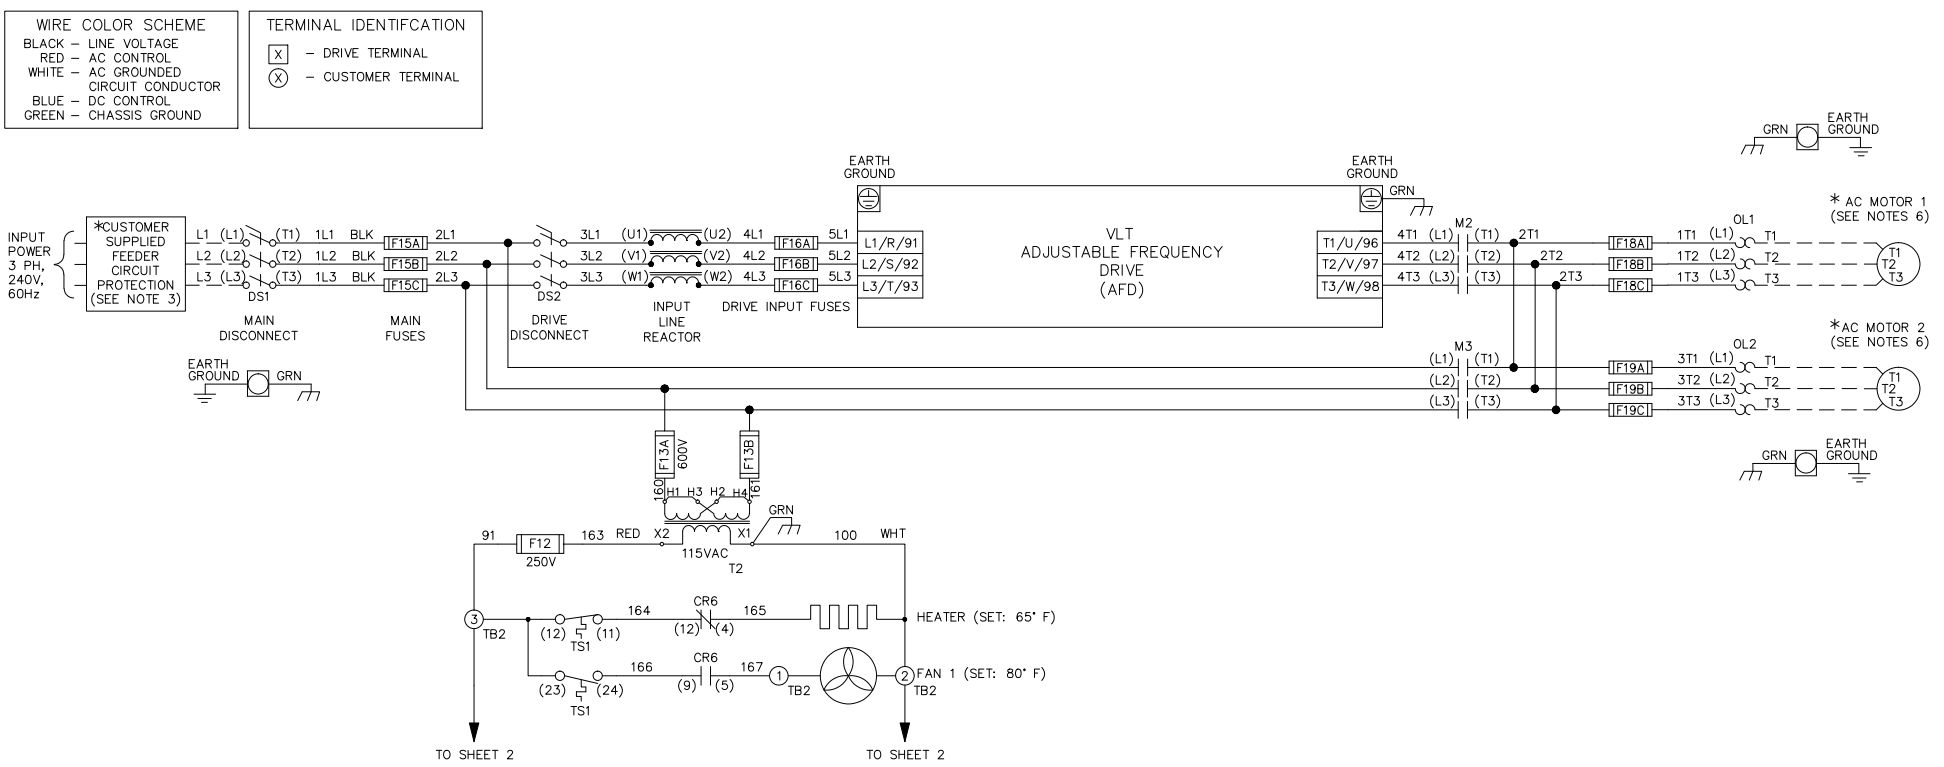 WIRE COLOR SCHEME
BLACK – LINE VOLTAGE
RED – AC CONTROL
WHITE – AC GROUNDED
CIRCUIT CONDUCTOR
BLUE – DC CONTROL
GREEN – CHASSIS GROUND
TERMINAL IDENTIFCATION
X – DRIVE TERMINAL
X – CUSTOMER TERMINAL
GRN
EARTH
GROUND
INPUT
POWER
3 PH,
240V,
60Hz
*CUSTOMER
SUPPLIED
FEEDER
CIRCUIT
PROTECTION
(SEE NOTE 3)
L1 (L1) (T1) 1L1 BLK F15A 2L1
L2 (L2) (T2) 1L2 BLK F15B 2L2
L3 (L3) (T3) 1L3 BLK F15C 2L3
DS1
MAIN
DISCONNECT
MAIN
FUSES
3L1 (U1) (U2) 4L1 F16A 5L1
3L2 (V1) (V2) 4L2 F16B 5L2
3L3 (W1) (W2) 4L3 F16C 5L3
DS2
DRIVE
DISCONNECT
INPUT
LINE
REACTOR
DRIVE INPUT FUSES
EARTH
GROUND
L1/R/91
L2/S/92
L3/T/93
VLT
ADJUSTABLE FREQUENCY
DRIVE
(AFD)
EARTH
GROUND
GRN
T1/U/96
T2/V/97
T3/W/98
M2
4T1 (L1) (T1) 2T1 F18A 1T1 (L1) T1
4T2 (L2) (T2) 2T2 F18B 1T2 (L2) T2
4T3 (L3) (T3) 2T3 F18C 1T3 (L3) T3
OL1
* AC MOTOR 1
(SEE NOTES 6)
T1
T2
T3
EARTH
GROUND
GRN
M3
(L1) (T1) F19A 3T1 (L1) T1
(L2) (T2) F19B 3T2 (L2) T2
(L3) (T3) F19C 3T3 (L3) T3
OL2
*AC MOTOR 2
(SEE NOTES 6)
T1
T2
T3
GRN
EARTH
GROUND
F13A
600V
F13B
160
H1 H3 H2 H4
161
GRN
91
F12
250V
163 RED X2
X1
115VAC
T2
100 WHT
3
TB2
(12) (11)
TS1
164
CR6
(12) (4)
165
HEATER (SET: 65° F)
(23) (24)
TS1
166
CR6
(9) (5)
167
1
TB2
2
TB2
FAN 1 (SET: 80° F)
TO SHEET 2
TO SHEET 2